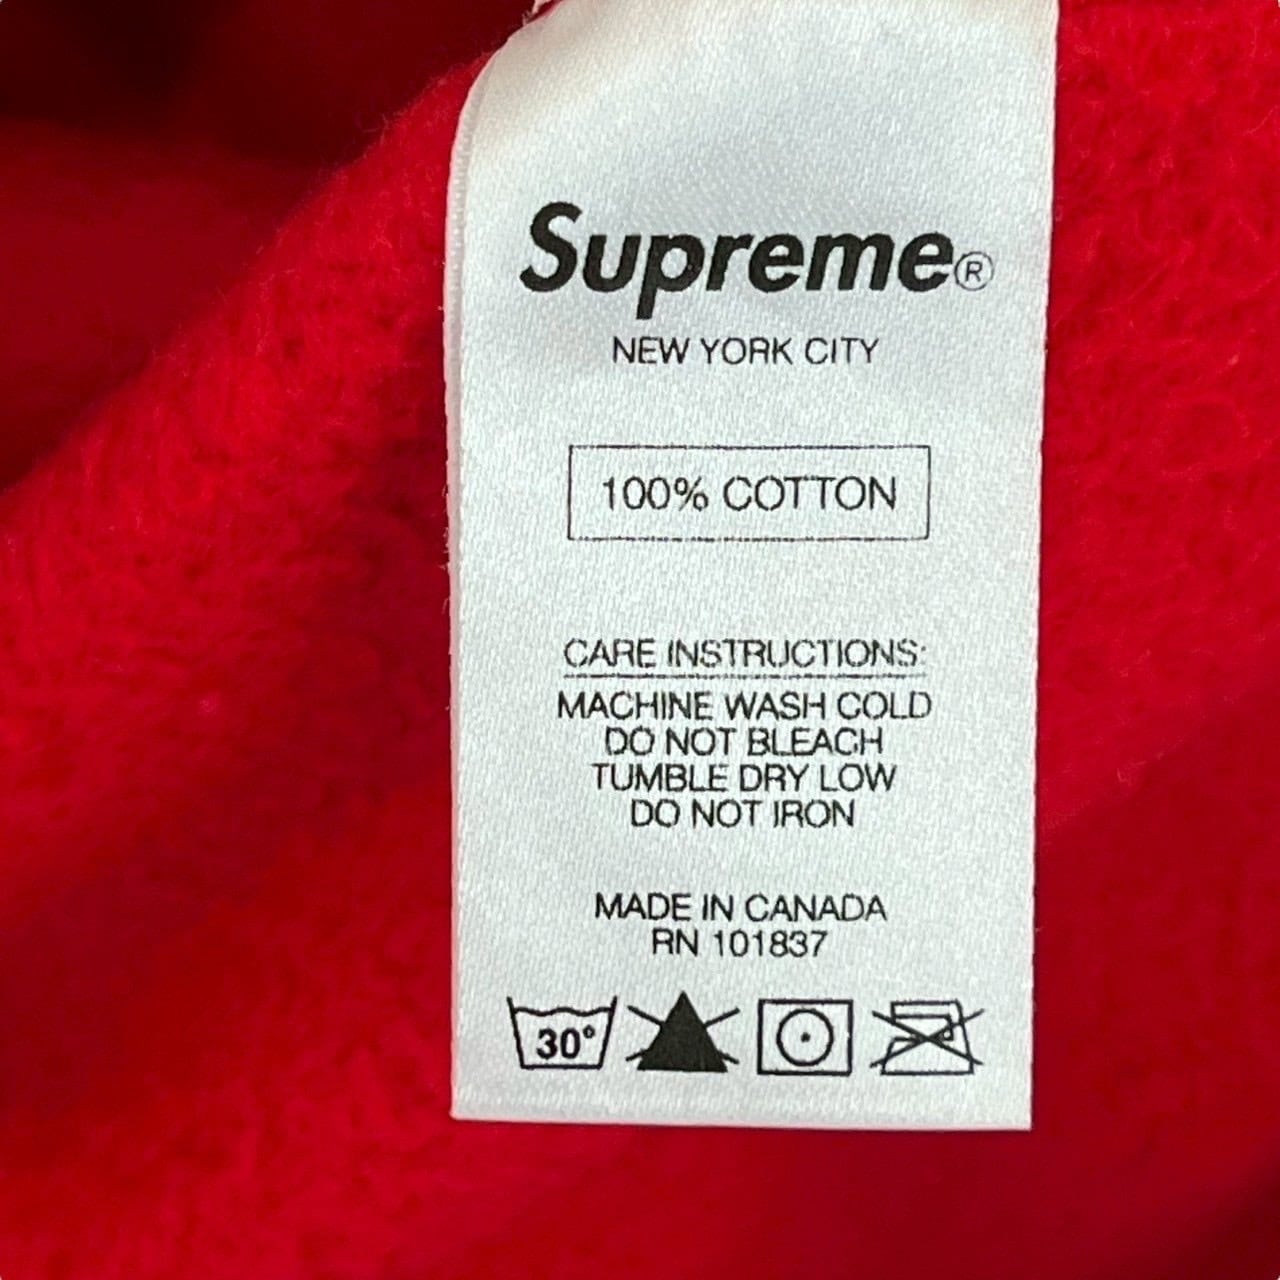 Supreme®
NEW YORK CITY
100% COTTON
CARE INSTRUCTIONS:
MACHINE WASH COLD
DO NOT BLEACH
TUMBLE DRY LOW
DO NOT IRON
MADE IN CANADA
RN 101837
30°